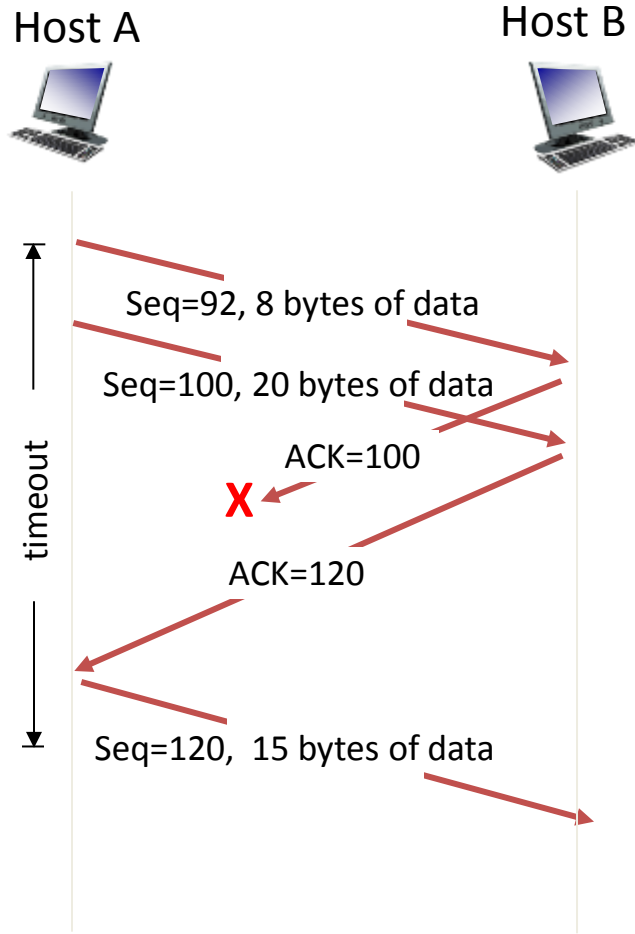 Host A
Host B
Seq=92, 8 bytes of data
Seq=100, 20 bytes of data
ACK=100
X
timeout
ACK=120
Seq=120, 15 bytes of data